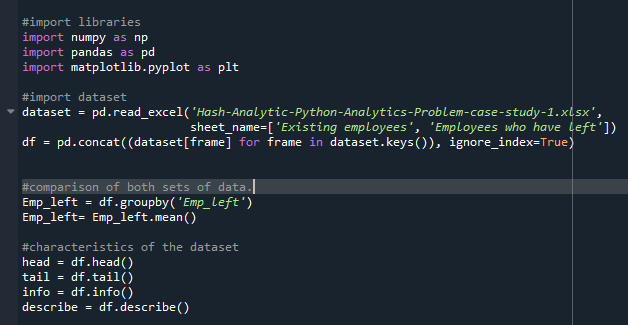 #import libraries
import numpy as np
import pandas as pd
import matplotlib.pyplot as plt
#import dataset
dataset = pd.read_excel('Hash-Analytic-Python-Analytics-Problem-case-study-1.xlsx',
sheet_name=['Existing employees', 'Employees who have left'])
df = pd.concat((dataset[frame] for frame in dataset.keys()), ignore_index=True)
#comparison of both sets of data.
Emp_left = df.groupby('Emp_left')
Emp_left= Emp_left.mean()
#characteristics of the dataset
head = df.head()
tail = df.tail()
info = df.info()
describe = df.describe()